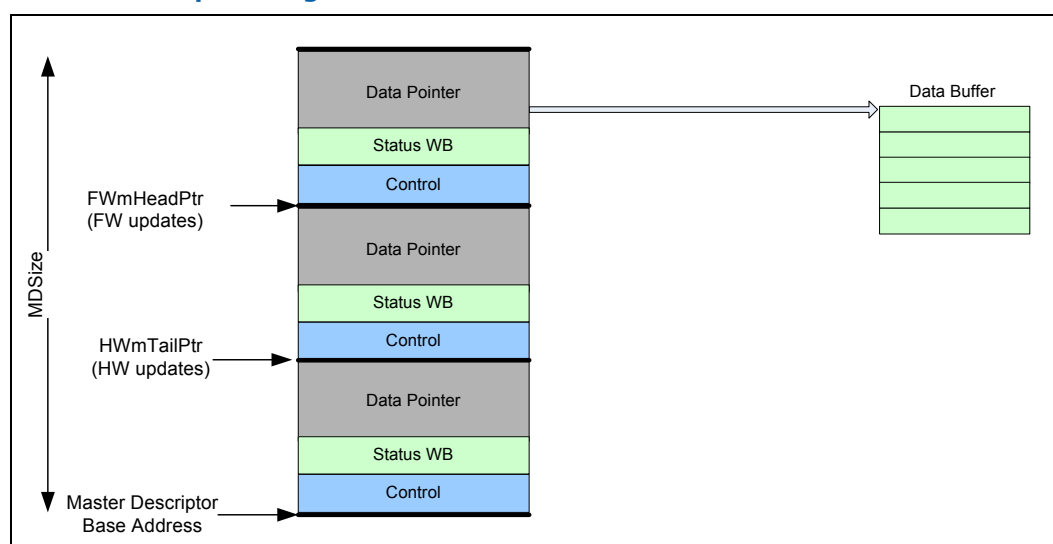 Data Pointer
Data Buffer
Status WB
Control
FWmHeadPtr
(FW updates)
Data Pointer
MDSize
Status WB
Control
HWmTailPtr
(HW updates)
Data Pointer
Status WB
Control
Master Descriptor
Base Address